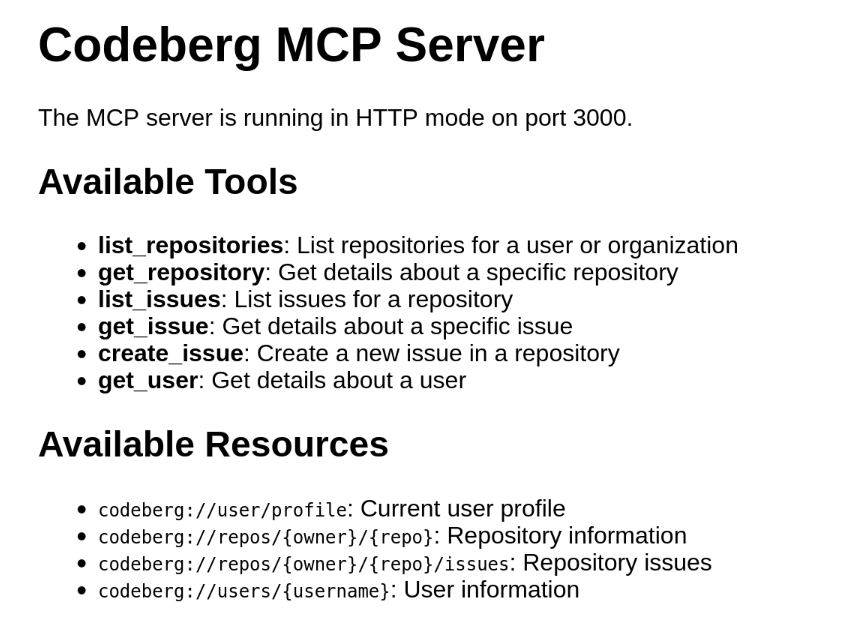 Codeberg MCP Server
The MCP server is running in HTTP mode on port 3000.
Available Tools
• list_repositories: List repositories for a user or organization
• get_repository: Get details about a specific repository
• list_issues: List issues for a repository
• get_issue: Get details about a specific issue
• create_issue: Create a new issue in a repository
• get_user: Get details about a user
Available Resources
• codeberg://user/profile: Current user profile
• codeberg://repos/{owner}/{repo}: Repository information
• codeberg://repos/{owner}/{repo}/issues: Repository issues
• codeberg://users/{username}: User information